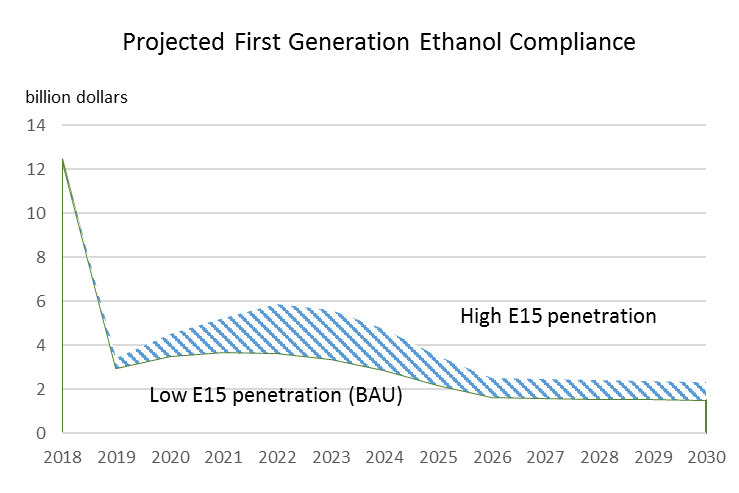 Projected First Generation Ethanol Compliance
billion dollars
14
12
10
8
6
High E15 penetration
4
2
Low E15 penetration (BAU)
0
2018 2019 2020 2021 2022 2023 2024 2025 2026 2027 2028 2029 2030